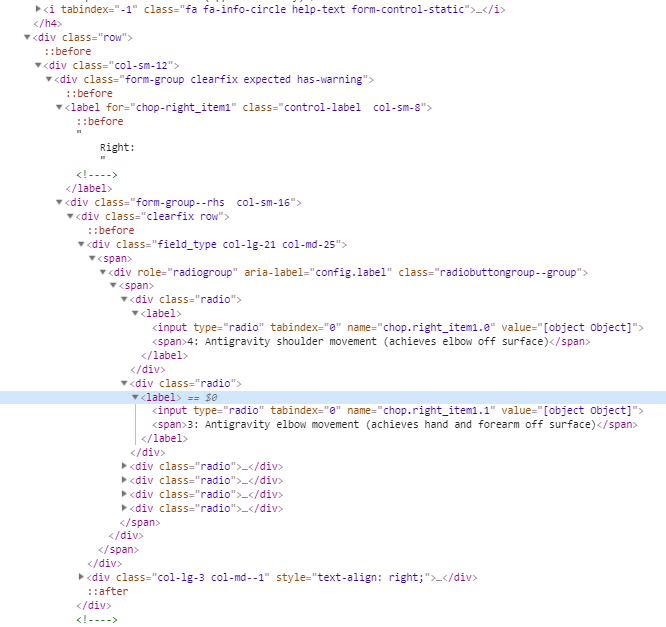 ▶<i tabindex="-1" class="fa fa-info-circle help-text form-control-static">…</i>
</h4>
▼<div class="row">
::before
▼<div class="col-sm-12">
▼<div class="form-group clearfix expected has-warning">
::before
▼<label for="chop-right_item1" class="control-label  col-sm-8">
::before
"
Right:
"
<!---->
</label>
▼<div class="form-group--rhs  col-sm-16">
▼<div class="clearfix row">
::before
▼<div class="field_type col-lg-21 col-md-25">
▼<span>
▼<div role="radiogroup" aria-label="config.label" class="radiobuttongroup--group">
▼<span>
▼<div class="radio">
▼<label>
<input type="radio" tabindex="0" name="chop.right_item1.0" value="[object Object]">
<span>4: Antigravity shoulder movement (achieves elbow off surface)</span>
</label>
</div>
▼<div class="radio">
▼<label> == $0
<input type="radio" tabindex="0" name="chop.right_item1.1" value="[object Object]">
<span>3: Antigravity elbow movement (achieves hand and forearm off surface)</span>
</label>
</div>
▶<div class="radio">…</div>
▶<div class="radio">…</div>
▶<div class="radio">…</div>
▶<div class="radio">…</div>
</span>
</div>
</span>
</div>
▶<div class="col-lg-3 col-md--1" style="text-align: right;">…</div>
::after
</div>
<!---->